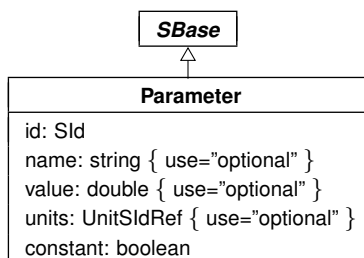 SBase
Parameter
id: SId
name: string { use=”optional” }
value: double { use=”optional” }
units: UnitSIdRef { use=”optional” }
constant: boolean